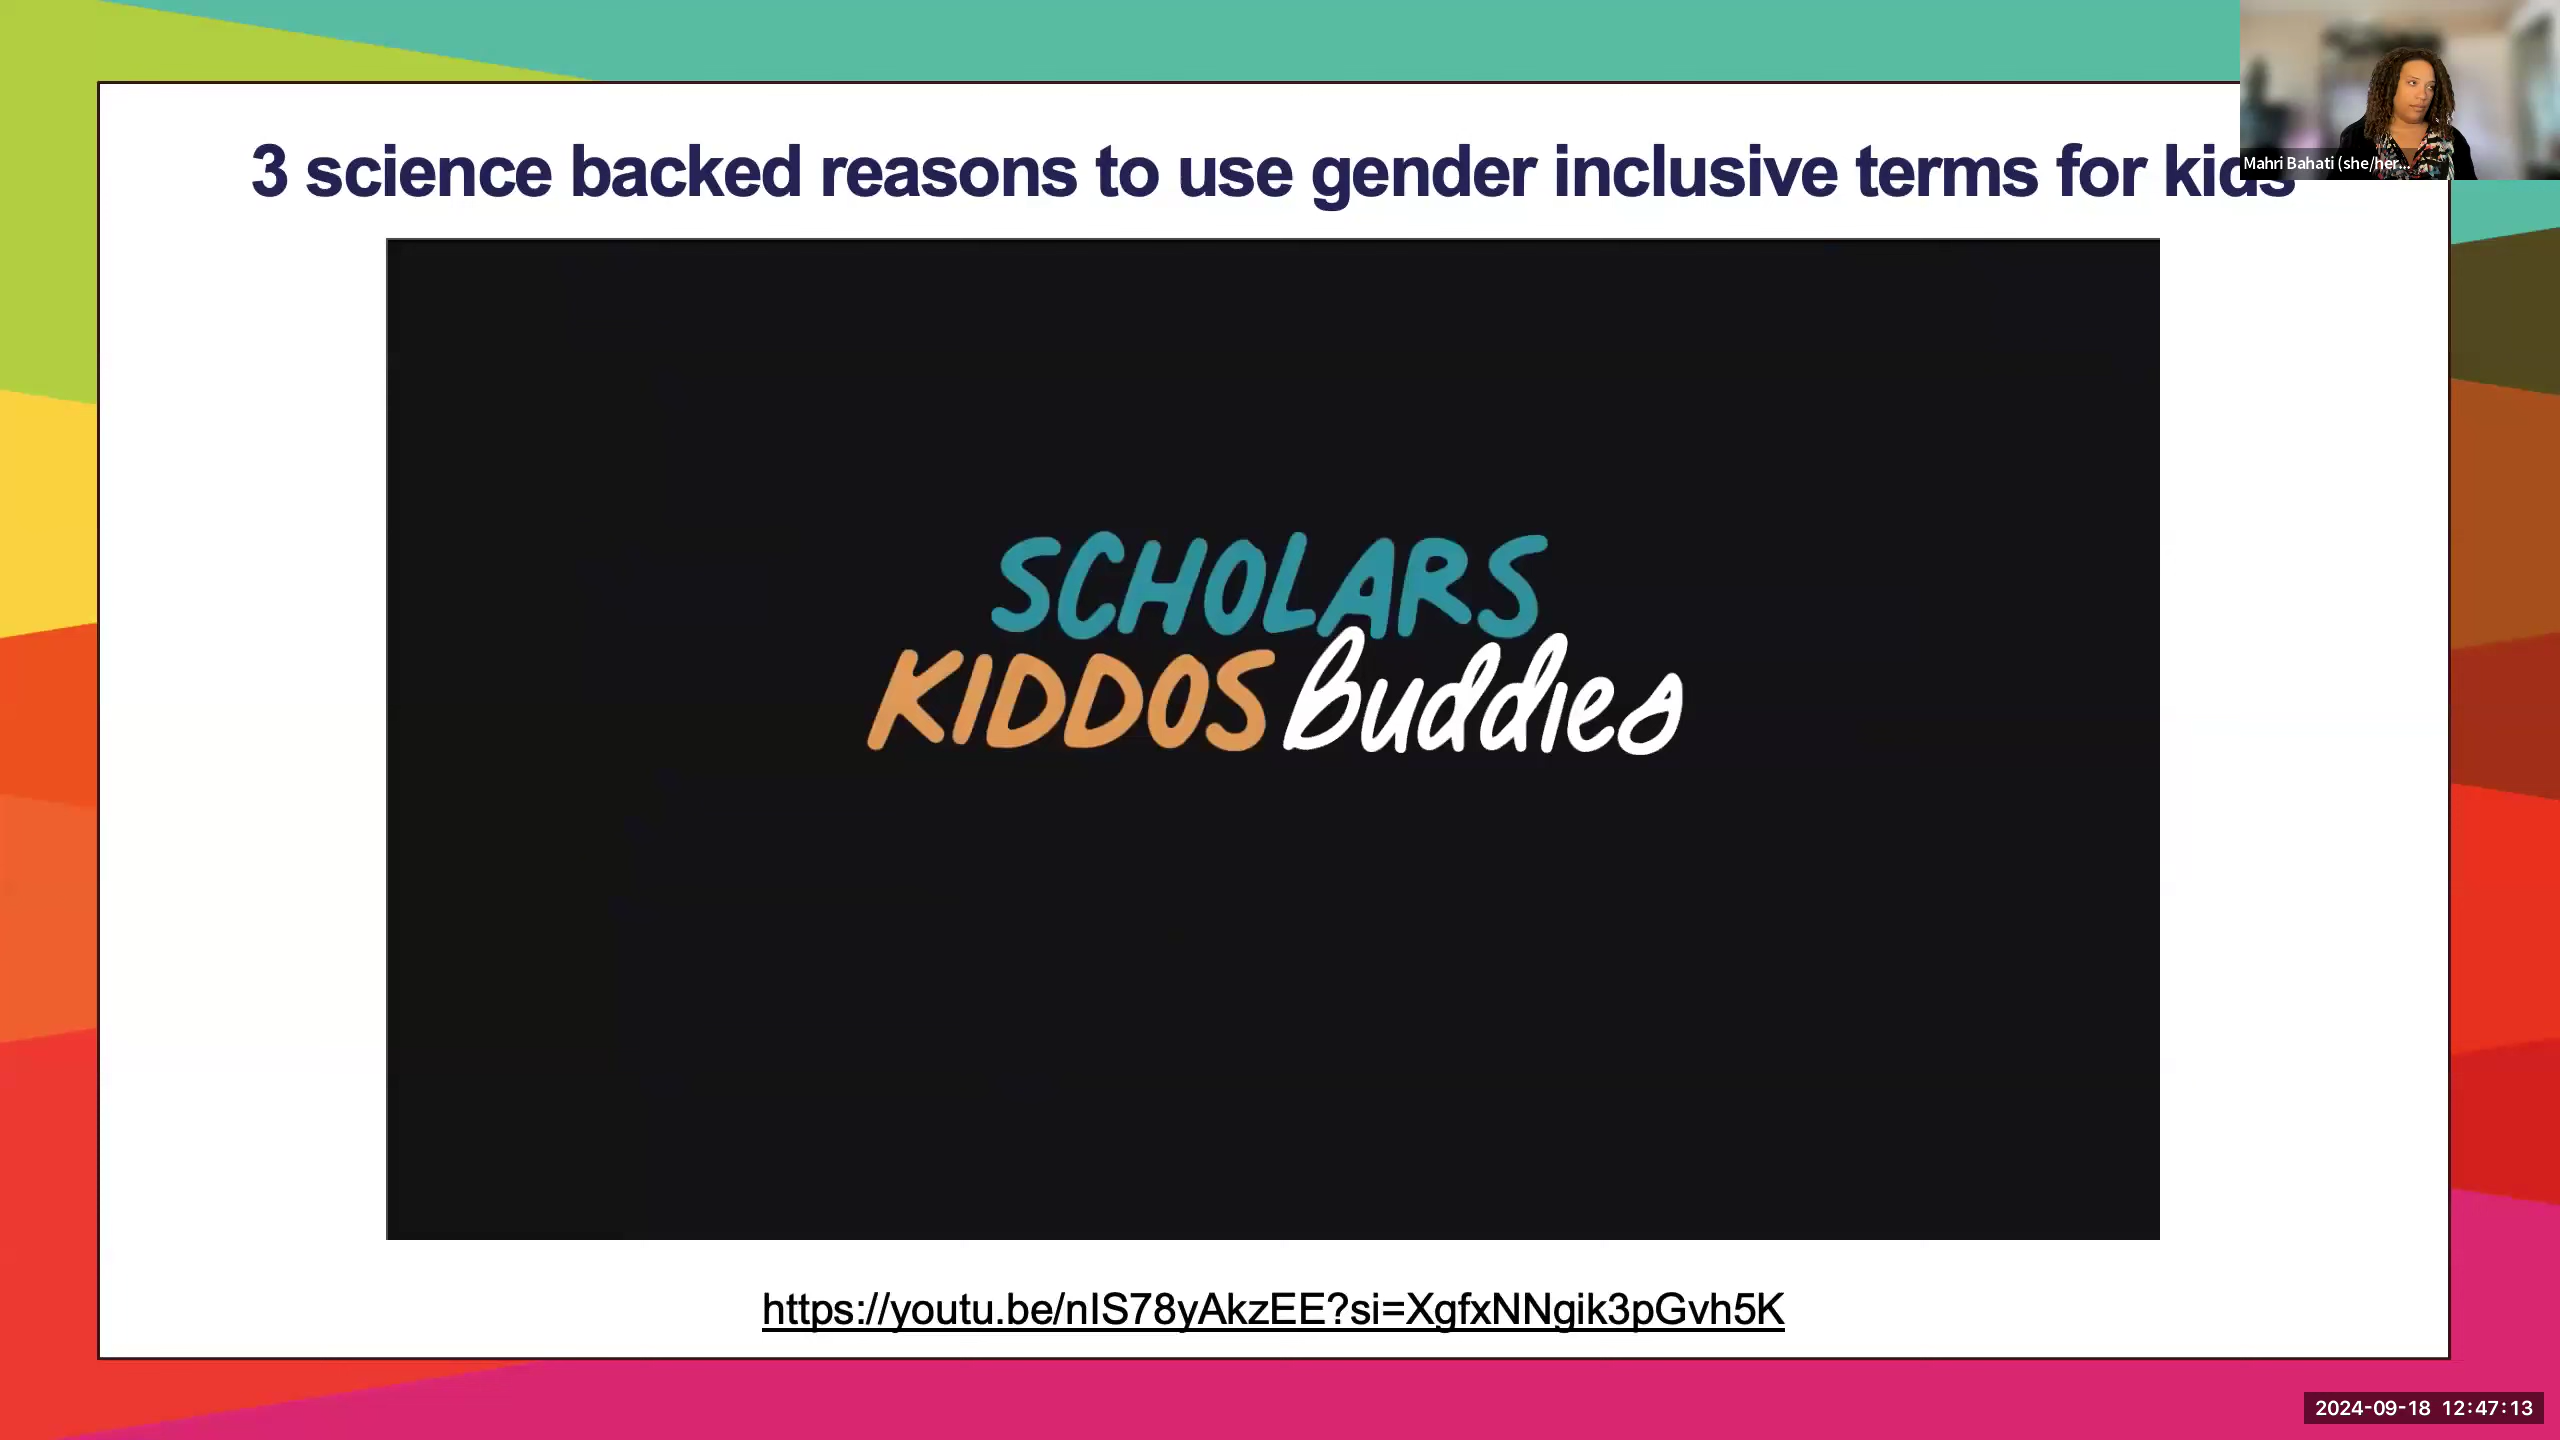 3 science backed reasons to use gender inclusive terms for kids
Mahri Bahati (she/her...
SCHOLARS
KIDDOS buddies
https://youtu.be/nIS78yAkzEE?si=XgfxNNgik3pGvh5K
2024-09-18 12:47:13